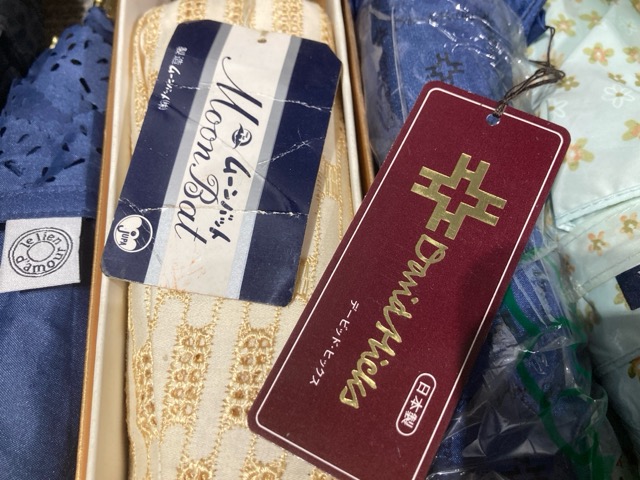 le lien
d'amour
製造 ムーンバット(株)
Moon ムーンバット
Bat
JUPA
David Hicks
デービッド・ヒックス
日本製